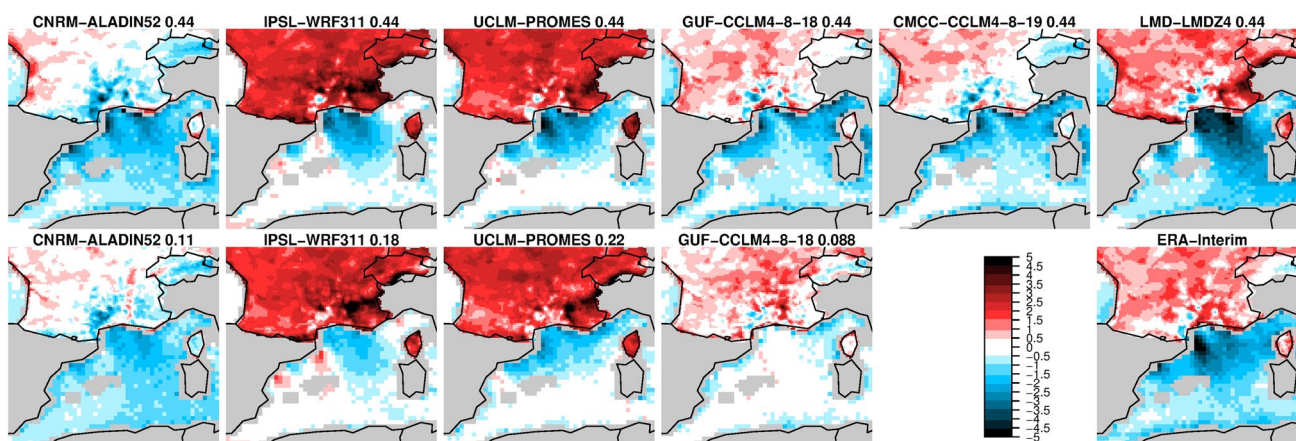 CNRM−ALADIN52 0.44
IPSL−WRF311 0.44
UCLM−PROMES 0.44
GUF−CCLM4−8−18 0.44
CMCC−CCLM4−8−19 0.44
LMD−LMDZ4 0.44
CNRM−ALADIN52 0.11
IPSL−WRF311 0.18
UCLM−PROMES 0.22
GUF−CCLM4−8−18 0.088
ERA−Interim
5
4.5
4
3.5
3
2.5
2
1.5
1
0.5
0
−0.5
−1
−1.5
−2
−2.5
−3
−3.5
−4
−4.5
−5